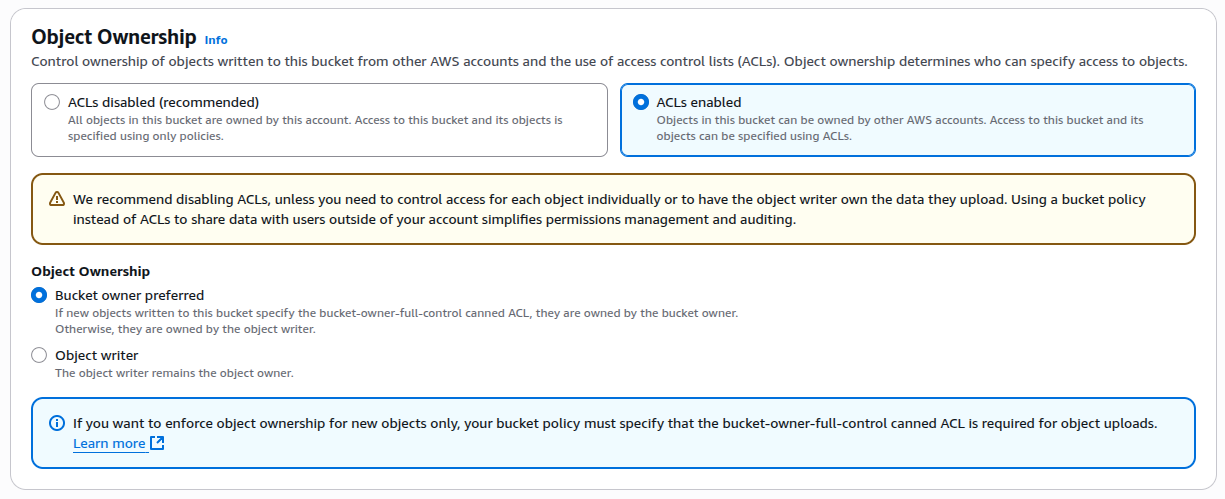 Object Ownership Info
Control ownership of objects written to this bucket from other AWS accounts and the use of access control lists (ACLs). Object ownership determines who can specify access to objects.
ACLs disabled (recommended)
All objects in this bucket are owned by this account. Access to this bucket and its objects is
specified using only policies.
ACLs enabled
Objects in this bucket can be owned by other AWS accounts. Access to this bucket and its
objects can be specified using ACLs.
We recommend disabling ACLs, unless you need to control access for each object individually or to have the object writer own the data they upload. Using a bucket policy
instead of ACLs to share data with users outside of your account simplifies permissions management and auditing.
Object Ownership
Bucket owner preferred
If new objects written to this bucket specify the bucket-owner-full-control canned ACL, they are owned by the bucket owner.
Otherwise, they are owned by the object writer.
Object writer
The object writer remains the object owner.
If you want to enforce object ownership for new objects only, your bucket policy must specify that the bucket-owner-full-control canned ACL is required for object uploads.
Learn more